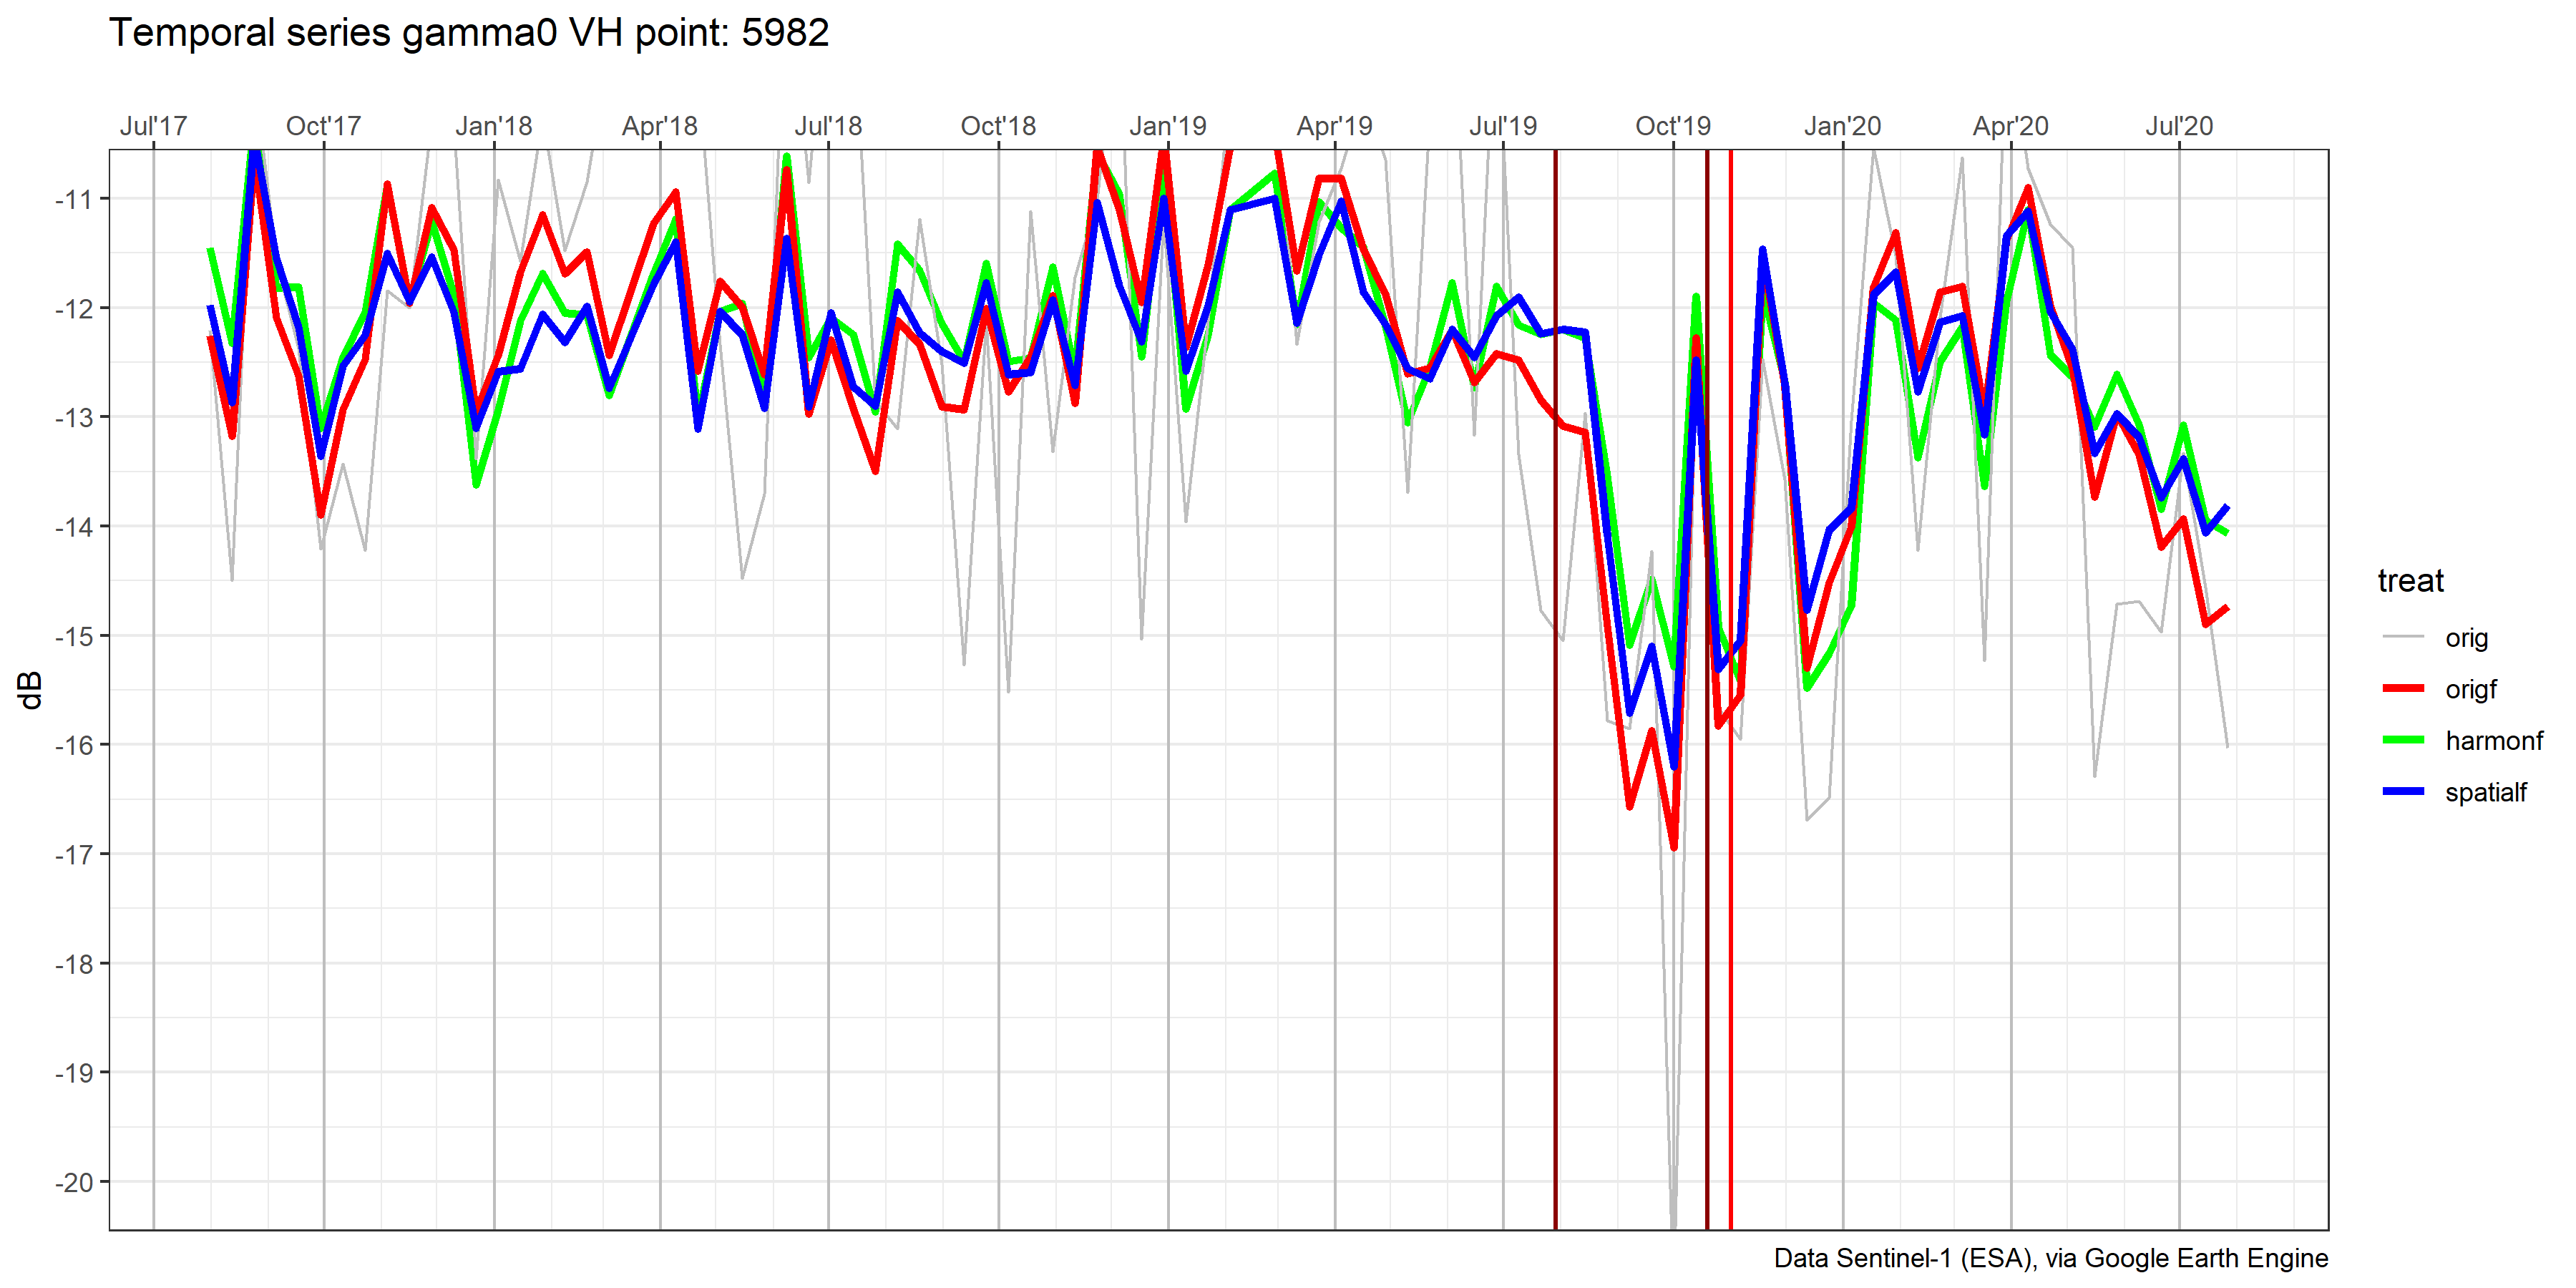 Temporal series gamma0 VH point: 5982
Jul'17 Oct'17 Jan'18 Apr'18 Jul'18 Oct'18 Jan'19 Apr'19 Jul'19 Oct'19 Jan'20 Apr'20 Jul'20
-11
-12
-13
-14
-15
-16
-17
-18
-19
-20
dB
treat
orig
origf
harmonf
spatialf
Data Sentinel-1 (ESA), via Google Earth Engine